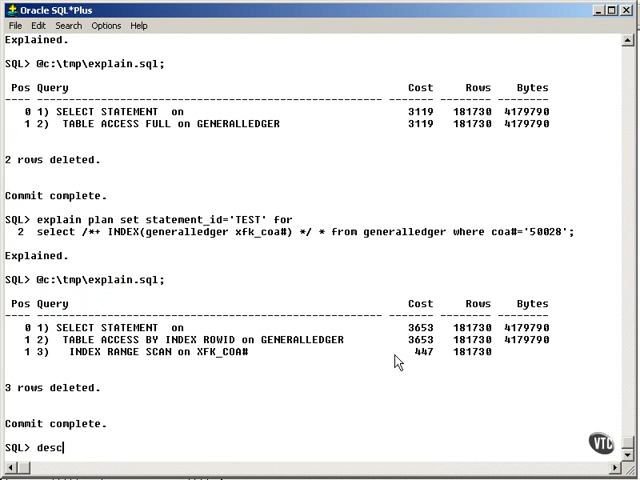 Oracle SQL*Plus
File Edit Search Options Help
Explained.
SQL> @c:\tmp\explain.sql;
Pos Query Cost Rows Bytes
--- ------------------------------------------------------ ------ ------- --------
0 1) SELECT STATEMENT on 3119 181730 4179790
1 2) TABLE ACCESS FULL on GENERALLEDGER 3119 181730 4179790
2 rows deleted.
Commit complete.
SQL> explain plan set statement_id='TEST' for
2 select /*+ INDEX(generalledger xfk_coa#) */ * from generalledger where coa#='50028';
Explained.
SQL> @c:\tmp\explain.sql;
Pos Query Cost Rows Bytes
--- ------------------------------------------------------ ------ ------- --------
0 1) SELECT STATEMENT on 3653 181730 4179790
1 2) TABLE ACCESS BY INDEX ROWID on GENERALLEDGER 3653 181730 4179790
1 3) INDEX RANGE SCAN on XFK_COA# 447 181730
3 rows deleted.
Commit complete.
SQL> desc
VTC